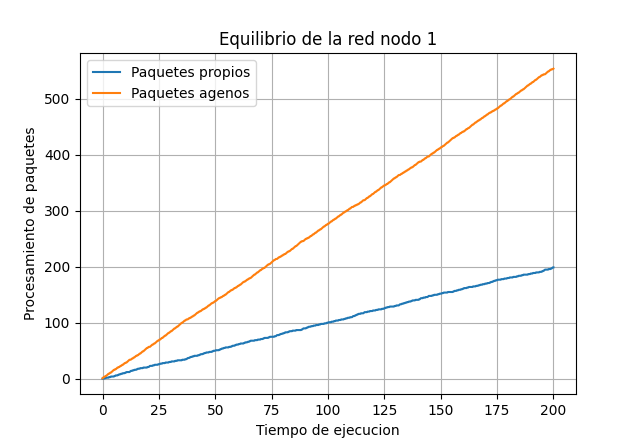 Equilibrio de la red nodo 1
Paquetes propios
Paquetes agenos
Procesamiento de paquetes
500
400
300
200
100
0
0 25 50 75 100 125 150 175 200
Tiempo de ejecucion